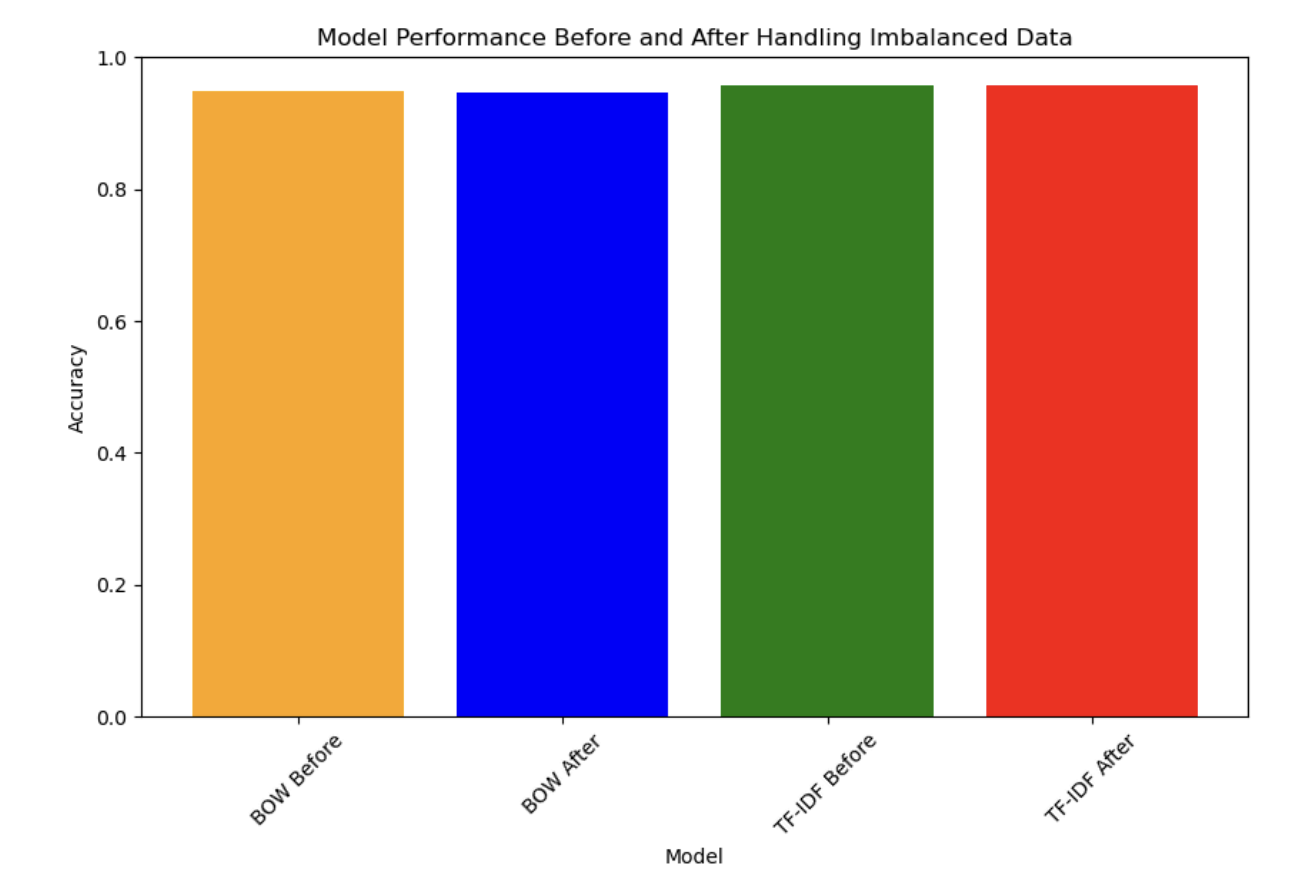 Model Performance Before and After Handling Imbalanced Data
1.0
0.8
0.6
0.4
0.2
0.0
Accuracy
BOW Before
BOW After
TF-IDF Before
TF-IDF After
Model